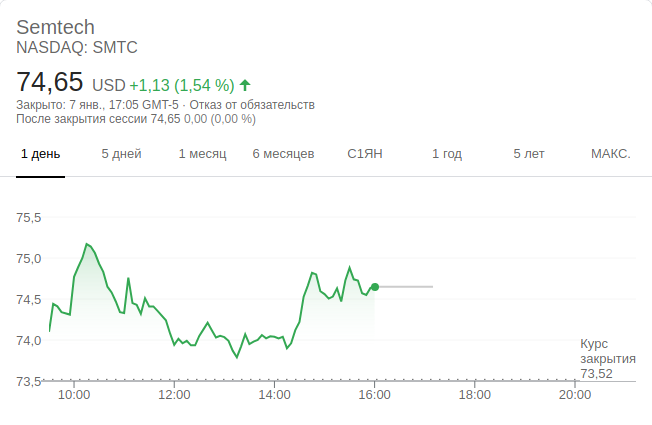 Semtech
NASDAQ: SMTC
74,65 USD +1,13 (1,54 %)
Закрыто: 7 янв., 17:05 GMT-5 · Отказ от обязательств
После закрытия сессии 74,65 0,00 (0,00 %)
1 день 5 дней 1 месяц 6 месяцев С1ЯН 1 год 5 лет МАКС.
75,5
75,0
74,5
74,0
Курс
закрытия
73,52
73,5
10:00 12:00 14:00 16:00 18:00 20:00